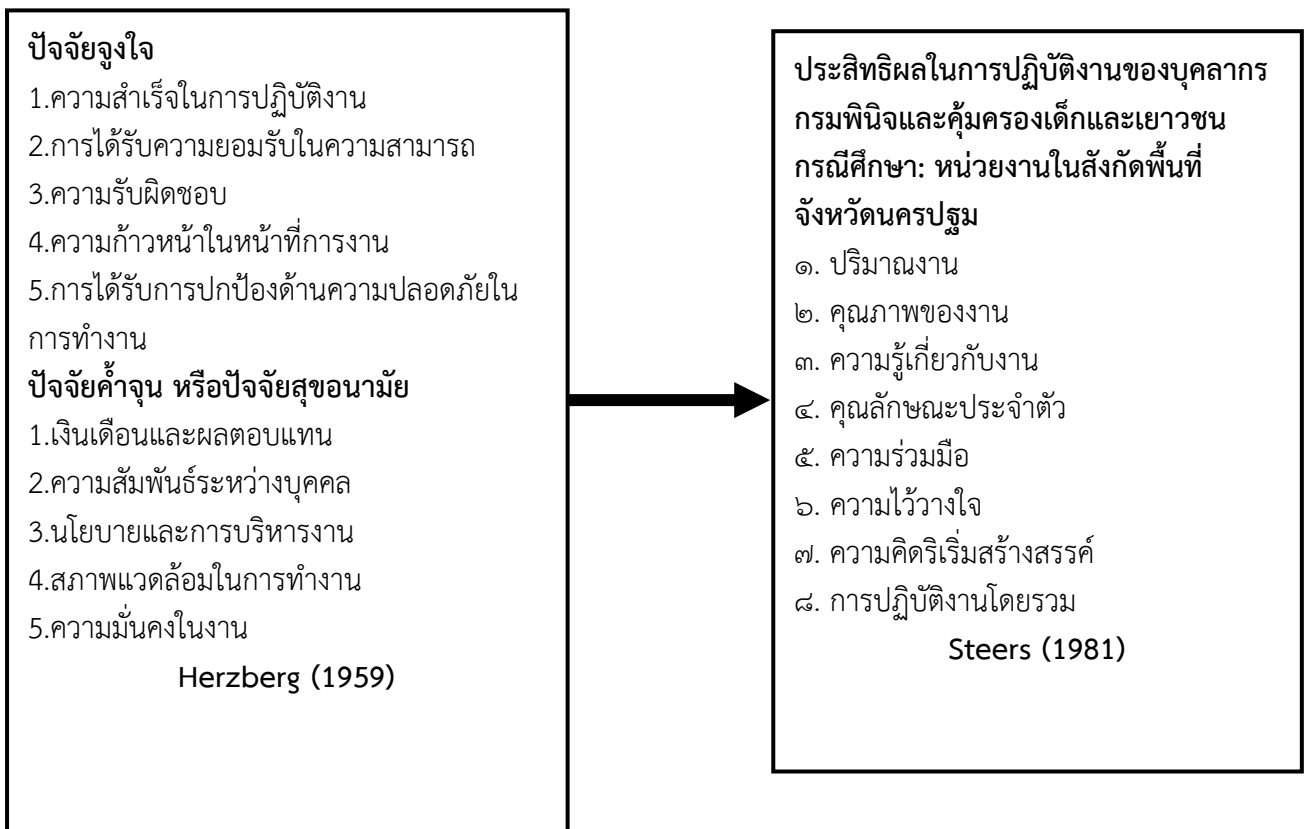 ปัจจัยจูงใจ
1.ความสำเร็จในการปฏิบัติงาน
2.การได้รับความยอมรับในความสามารถ
3.ความรับผิดชอบ
4.ความก้าวหน้าในหน้าที่การงาน
5.การได้รับการปกป้องด้านความปลอดภัยใน
การทำงาน
ปัจจัยค้ำจุน หรือปัจจัยสุขอนามัย
1.เงินเดือนและผลตอบแทน
2.ความสัมพันธ์ระหว่างบุคคล
3.นโยบายและการบริหารงาน
4.สภาพแวดล้อมในการทำงาน
5.ความมั่นคงในงาน
Herzberg (1959)
ประสิทธิผลในการปฏิบัติงานของบุคลากร
กรมพินิจและคุ้มครองเด็กและเยาวชน
กรณีศึกษา: หน่วยงานในสังกัดพื้นที่
จังหวัดนครปฐม
๑. ปริมาณงาน
๒. คุณภาพของงาน
๓. ความรู้เกี่ยวกับงาน
๔. คุณลักษณะประจำตัว
๕. ความร่วมมือ
๖. ความไว้วางใจ
๗. ความคิดริเริ่มสร้างสรรค์
๘. การปฏิบัติงานโดยรวม
Steers (1981)